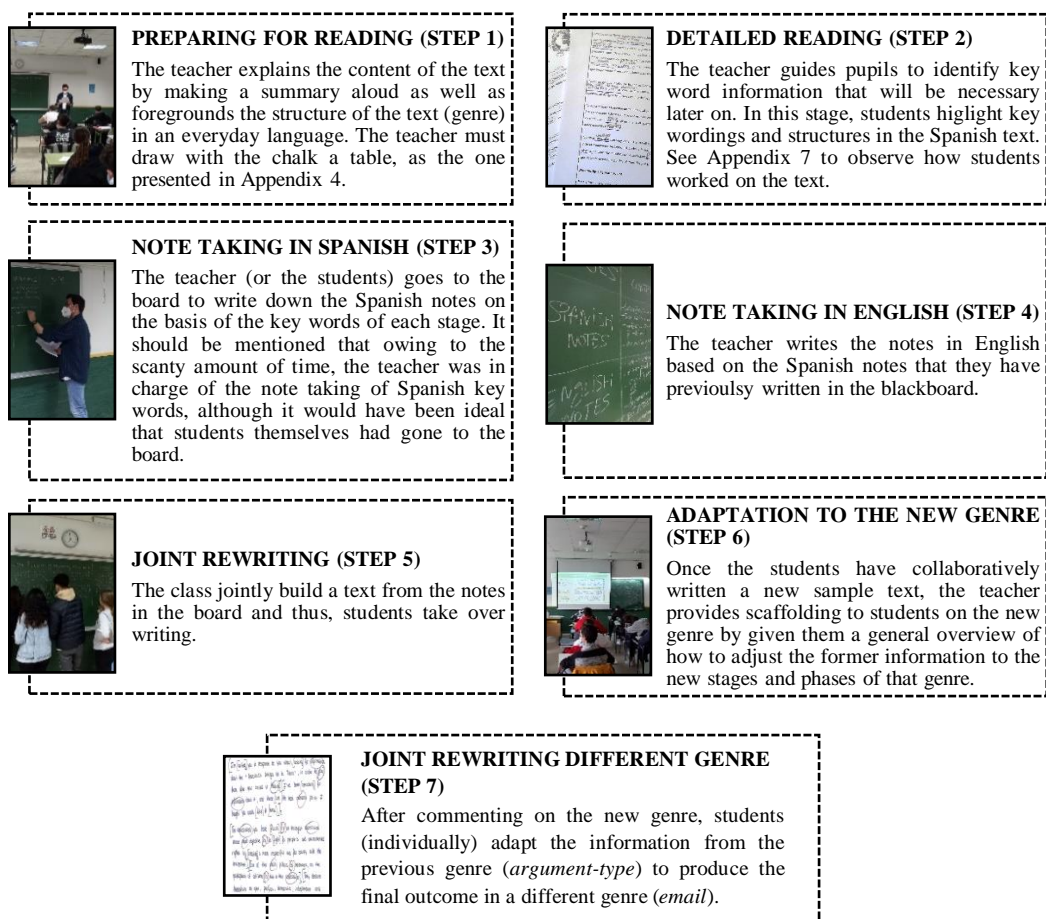 PREPARING FOR READING (STEP 1)
The teacher explains the content of the text
by making a summary aloud as well as
foregrounds the structure of the text (genre)
in an everyday language. The teacher must
draw with the chalk a table, as the one
presented in Appendix 4.
DETAILED READING (STEP 2)
The teacher guides pupils to identify key
word information that will be necessary
later on. In this stage, students higlight key
wordings and structures in the Spanish text.
See Appendix 7 to observe how students
worked on the text.
NOTE TAKING IN SPANISH (STEP 3)
The teacher (or the students) goes to the
board to write down the Spanish notes on
the basis of the key words of each stage. It
should be mentioned that owing to the
scanty amount of time, the teacher was in
charge of the note taking of Spanish key
words, although it would have been ideal
that students themselves had gone to the
board.
SPANISH
NOTES
ENGLISH
NOTES
NOTE TAKING IN ENGLISH (STEP 4)
The teacher writes the notes in English
based on the Spanish notes that they have
previoulsy written in the blackboard.
JOINT REWRITING (STEP 5)
The class jointly build a text from the notes
in the board and thus, students take over
writing.
ADAPTATION TO THE NEW GENRE
(STEP 6)
Once the students have collaboratively
written a new sample text, the teacher
provides scaffolding to students on the new
genre by given them a general overview of
how to adjust the former information to the
new stages and phases of that genre.
JOINT REWRITING DIFFERENT GENRE
(STEP 7)
After commenting on the new genre, students
(individually) adapt the information from the
previous genre (argument-type) to produce the
final outcome in a different genre (email).